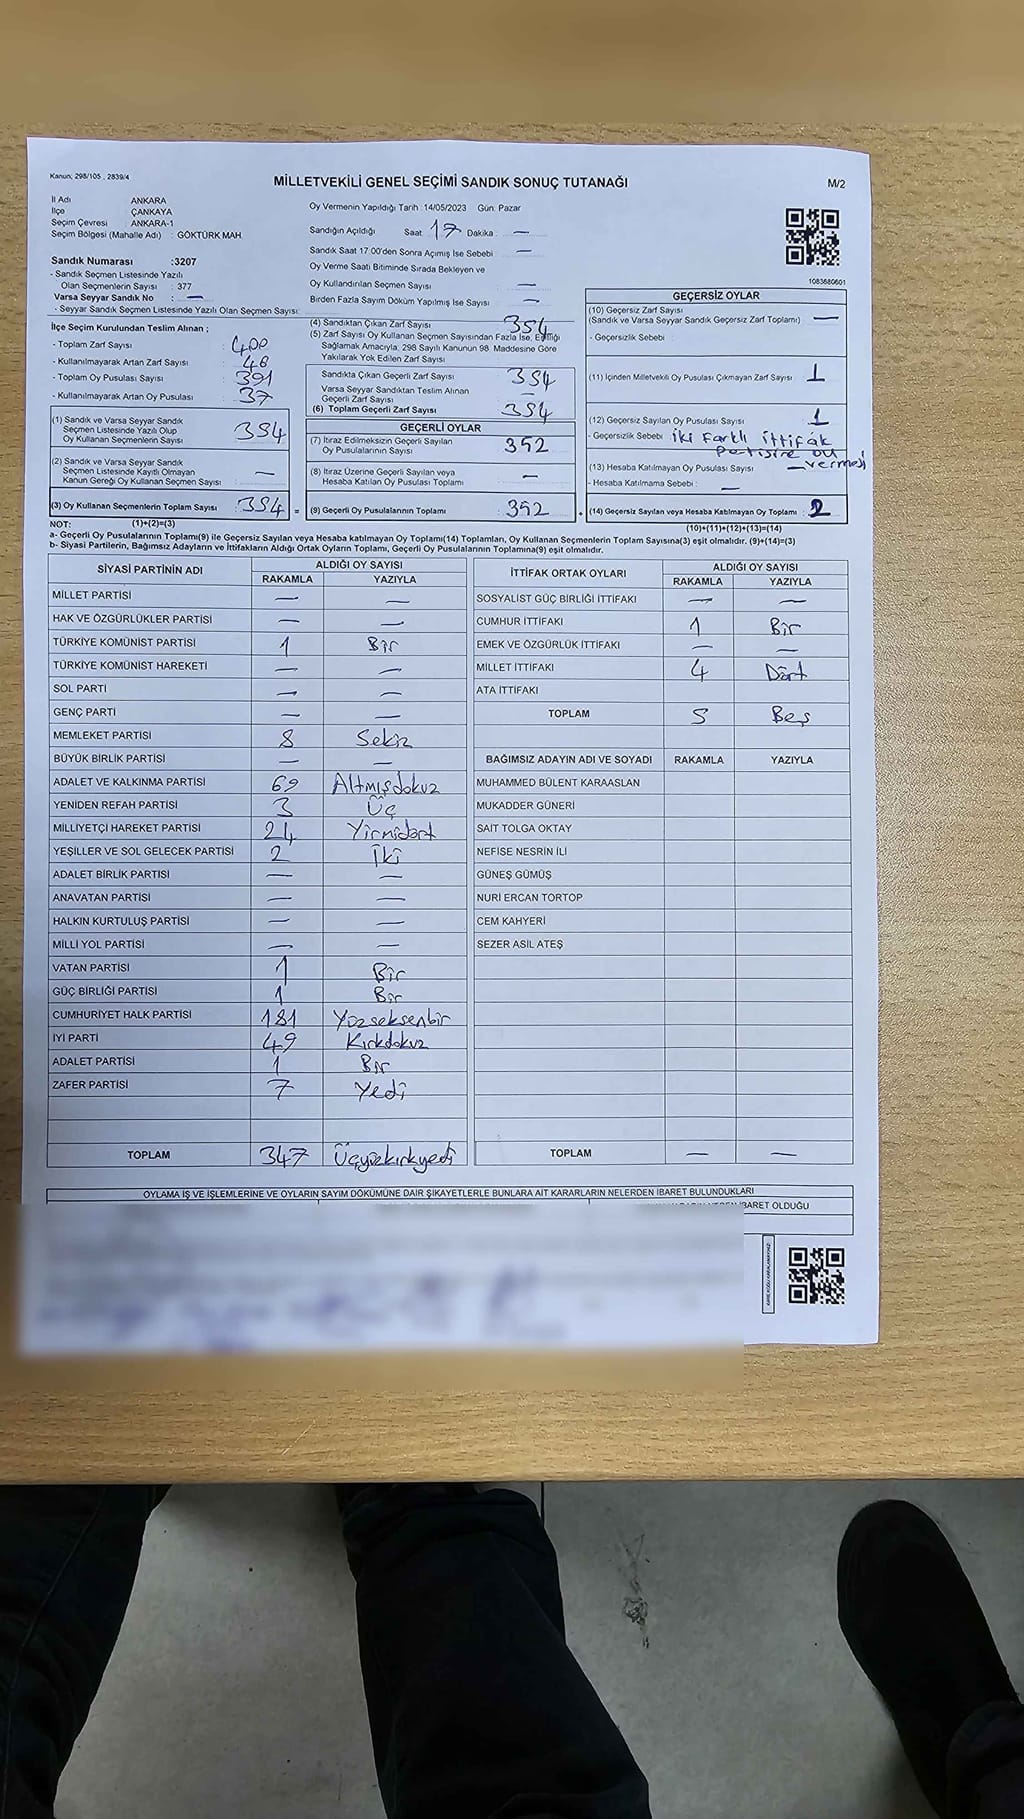 Kanun; 298/105 , 2839/4
MİLLETVEKİLİ GENEL SEÇİMİ SANDIK SONUÇ TUTANAĞI
M/2
İl Adı ANKARA
İlçe ÇANKAYA
Seçim Çevresi ANKARA-1
Seçim Bölgesi (Mahalle Adı) : GÖKTÜRK MAH.
Oy Vermenin Yapıldığı Tarih :14/05/2023 Gün: Pazar
Sandığın Açıldığı Saat: 17 Dakika : —
Sandık Saat 17:00'den Sonra Açımış İse Sebebi —
Oy Verme Saati Bitiminde Sırada Bekleyen ve
Oy Kullandırılan Seçmen Sayısı —
Birden Fazla Sayım Döküm Yapılmış İse Sayısı —
1083680601
Sandık Numarası :3207
- Sandık Seçmen Listesinde Yazılı
Olan Seçmenlerin Sayısı : 377
Varsa Seyyar Sandık No : —
- Seyyar Sandık Seçmen Listesinde Yazılı Olan Seçmen Sayısı:
İlçe Seçim Kurulundan Teslim Alınan ;
- Toplam Zarf Sayısı : 400
- Kullanılmayarak Artan Zarf Sayısı : 46
- Toplam Oy Pusulası Sayısı : 391
- Kullanılmayarak Artan Oy Pusulası : 37
(1) Sandık ve Varsa Seyyar Sandık
Seçmen Listesinde Yazılı Olup
Oy Kullanan Seçmenlerin Sayısı : 354
(2) Sandık ve Varsa Seyyar Sandık
Seçmen Listesinde Kayıtlı Olmayan
Kanun Gereği Oy Kullanan Seçmen Sayısı : —
(3) Oy Kullanan Seçmenlerin Toplam Sayısı : 354 =
(4) Sandıktan Çıkan Zarf Sayısı 354
(5) Zarf Sayısı Oy Kullanan Seçmen Sayısından Fazla İse, Eşitliği
Sağlamak Amacıyla; 298 Sayılı Kanunun 98. Maddesine Göre
Yakılarak Yok Edilen Zarf Sayısı
Sandıkta Çıkan Geçerli Zarf Sayısı 354
Varsa Seyyar Sandıktan Teslim Alınan
Geçerli Zarf Sayısı —
(6) Toplam Geçerli Zarf Sayısı 354
GEÇERLİ OYLAR
(7) İtiraz Edilmeksizin Geçerli Sayılan
Oy Pusulalarının Sayısı : 352
(8) İtiraz Üzerine Geçerli Sayılan veya
Hesaba Katılan Oy Pusulası Toplamı : —
(9) Geçerli Oy Pusulalarının Toplamı : 352 +
GEÇERSİZ OYLAR
(10) Geçersiz Zarf Sayısı
(Sandık ve Varsa Seyyar Sandık Geçersiz Zarf Toplamı) : —
- Geçersizlik Sebebi :
(11) İçinden Milletvekili Oy Pusulası Çıkmayan Zarf Sayısı : 1
(12) Geçersiz Sayılan Oy Pusulası Sayısı : 1
- Geçersizlik Sebebi : iki farklı ittifak
partisine oy
vermesi
(13) Hesaba Katılmayan Oy Pusulası Sayısı : —
- Hesaba Katılmama Sebebi : —
(14) Geçersiz Sayılan veya Hesaba Katılmayan Oy Toplamı : 2
NOT: (1)+(2)=(3)
(10)+(11)+(12)+(13)=(14)
a- Geçerli Oy Pusulalarının Toplamı(9) ile Geçersiz Sayılan veya Hesaba katılmayan Oy Toplamı(14) Toplamları, Oy Kullanan Seçmenlerin Toplam Sayısına(3) eşit olmalıdır. (9)+(14)=(3)
b- Siyasi Partilerin, Bağımsız Adayların ve İttifakların Aldığı Ortak Oyların Toplamı, Geçerli Oy Pusulalarının Toplamına(9) eşit olmalıdır.
SİYASİ PARTİNİN ADI ALDIĞI OY SAYISI
RAKAMLA YAZIYLA
MİLLET PARTİSİ — —
HAK VE ÖZGÜRLÜKLER PARTİSİ — —
TÜRKİYE KOMÜNİST PARTİSİ 1 Bir
TÜRKİYE KOMÜNİST HAREKETİ — —
SOL PARTİ — —
GENÇ PARTİ — —
MEMLEKET PARTİSİ 8 Sekiz
BÜYÜK BİRLİK PARTİSİ — —
ADALET VE KALKINMA PARTİSİ 69 Altmışdokuz
YENİDEN REFAH PARTİSİ 3 Üç
MİLLİYETÇİ HAREKET PARTİSİ 24 Yirmidört
YEŞİLLER VE SOL GELECEK PARTİSİ 2 İki
ADALET BİRLİK PARTİSİ — —
ANAVATAN PARTİSİ — —
HALKIN KURTULUŞ PARTİSİ — —
MİLLİ YOL PARTİSİ — —
VATAN PARTİSİ 1 Bir
GÜÇ BİRLİĞİ PARTİSİ 1 Bir
CUMHURİYET HALK PARTİSİ 181 Yüzseksenbir
İYİ PARTİ 49 Kırkdokuz
ADALET PARTİSİ 1 Bir
ZAFER PARTİSİ 7 Yedi
TOPLAM 347 Üçyüzkırkyedi
İTTİFAK ORTAK OYLARI ALDIĞI OY SAYISI
RAKAMLA YAZIYLA
SOSYALİST GÜÇ BİRLİĞİ İTTİFAKI — —
CUMHUR İTTİFAKI 1 Bir
EMEK VE ÖZGÜRLÜK İTTİFAKI — —
MİLLET İTTİFAKI 4 Dört
ATA İTTİFAKI
TOPLAM 5 Beş
BAĞIMSIZ ADAYIN ADI VE SOYADI RAKAMLA YAZIYLA
MUHAMMED BÜLENT KARAASLAN
MUKADDER GÜNERİ
SAİT TOLGA OKTAY
NEFİSE NESRİN İLİ
GÜNEŞ GÜMÜŞ
NURİ ERCAN TORTOP
CEM KAHYERİ
SEZER ASİL ATEŞ
TOPLAM — —
OYLAMA İŞ VE İŞLEMLERİNE VE OYLARIN SAYIM DÖKÜMÜNE DAİR ŞİKAYETLERLE BUNLARA AİT KARARLARIN NELERDEN İBARET BULUNDUKLARI
İBARET OLDUĞU